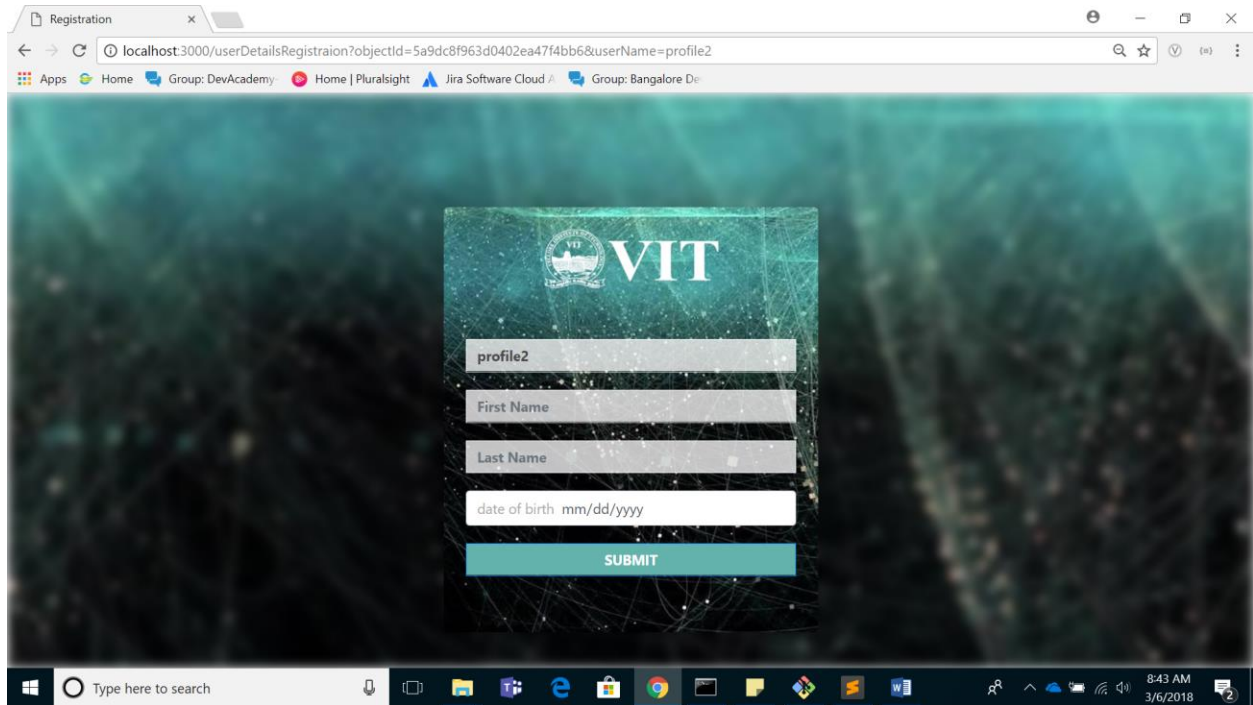 Registration
localhost:3000/userDetailsRegistraion?objectId=5a9dc8f963d0402ea47f4bb6&userName=profile2
Apps Home Group: DevAcademy- Home | Pluralsight Jira Software Cloud A Group: Bangalore De
VIT
VIT
profile2
First Name
Last Name
date of birth mm/dd/yyyy
SUBMIT
Type here to search
8:43 AM
3/6/2018
2